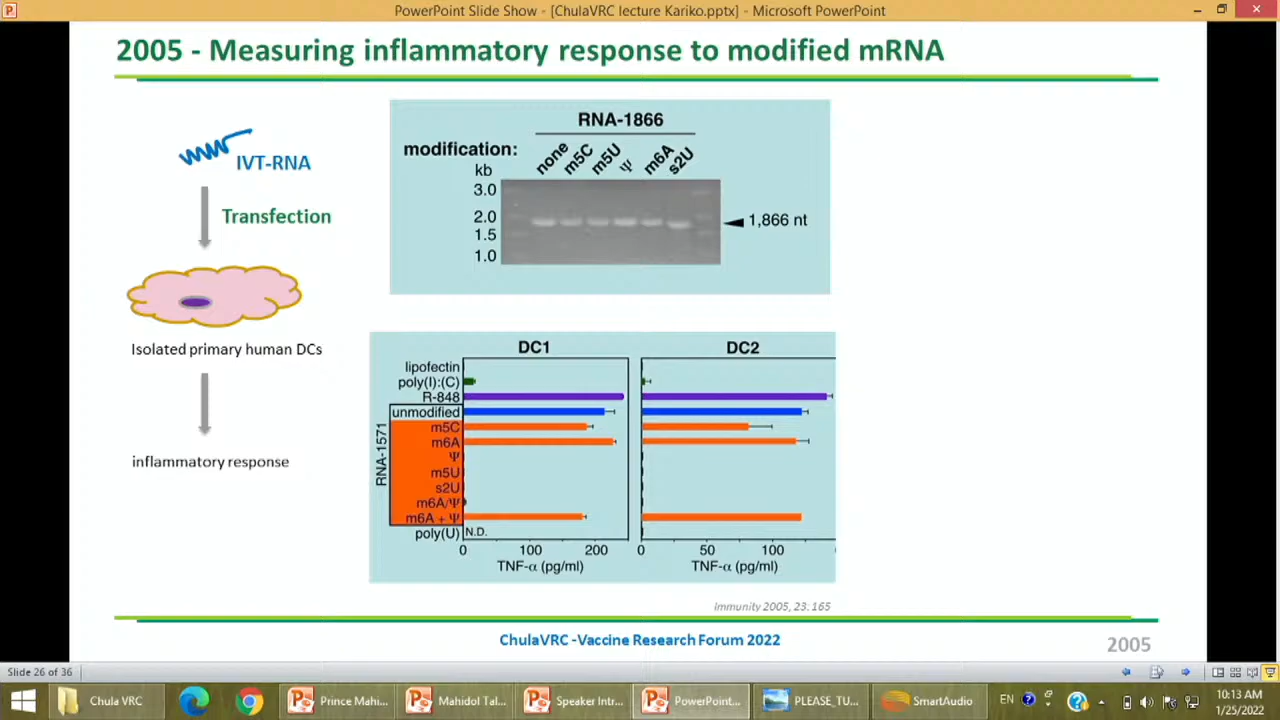 PowerPoint Slide Show - [ChulaVRC lecture Kariko.pptx] - Microsoft PowerPoint
2005 - Measuring inflammatory response to modified mRNA
IVT-RNA
Transfection
Isolated primary human DCs
inflammatory response
RNA-1866
modification: none m5C m5U Ψ m6A s2U
kb
3.0
2.0
1.5
1.0
1,866 nt
DC1 DC2
lipofectin
poly(I):(C)
R-848
RNA-1571
unmodified
m5C
m6A
Ψ
m5U
s2U
m6A/Ψ
m6A + Ψ
poly(U) N.D.
0 100 200 0 50 100
TNF-α (pg/ml) TNF-α (pg/ml)
Immunity 2005, 23: 165
ChulaVRC -Vaccine Research Forum 2022
2005
Slide 26 of 36
Chula VRC
Prince Mahi...
Mahidol Tal...
Speaker Intr...
PowerPoint...
PLEASE_TU...
SmartAudio
EN
10:13 AM
1/25/2022